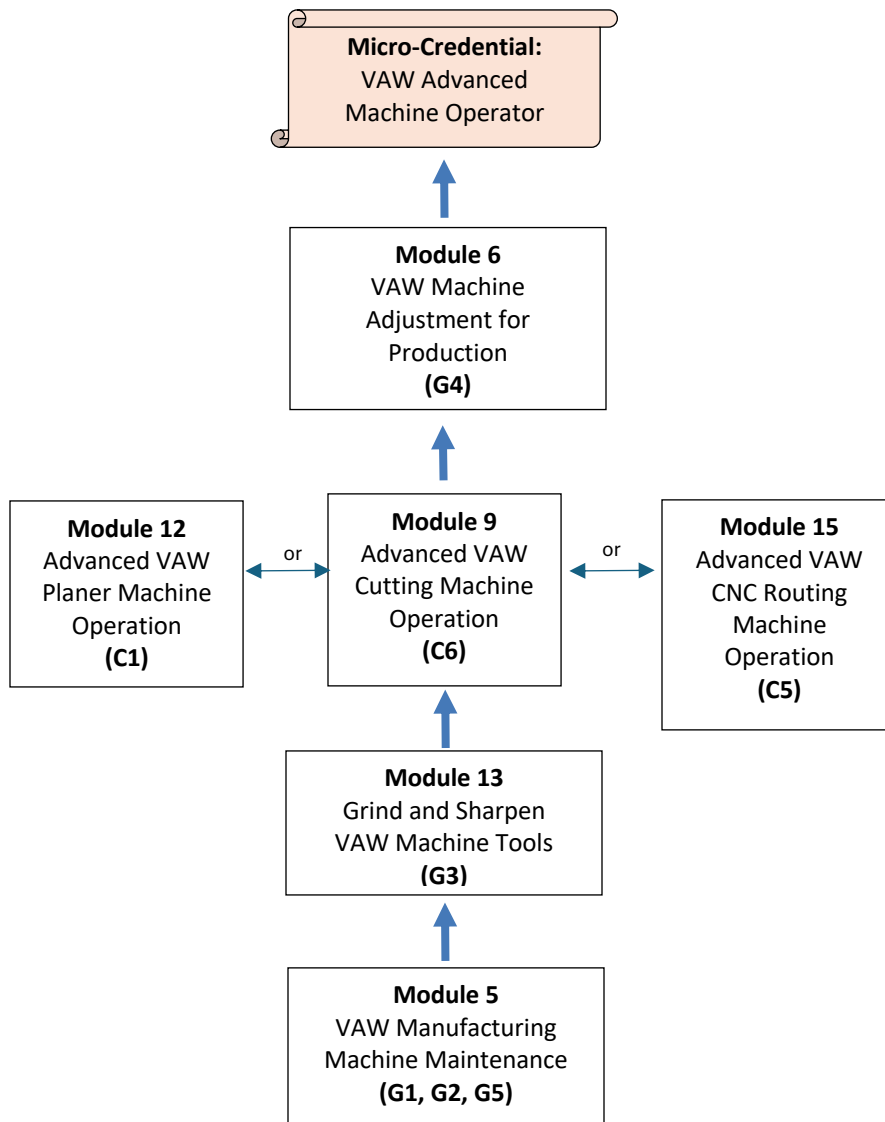 Micro-Credential:
VAW Advanced
Machine Operator
Module 6
VAW Machine
Adjustment for
Production
(G4)
Module 12
Advanced VAW
Planer Machine
Operation
(C1)
or
Module 9
Advanced VAW
Cutting Machine
Operation
(C6)
or
Module 15
Advanced VAW
CNC Routing
Machine
Operation
(C5)
Module 13
Grind and Sharpen
VAW Machine Tools
(G3)
Module 5
VAW Manufacturing
Machine Maintenance
(G1, G2, G5)